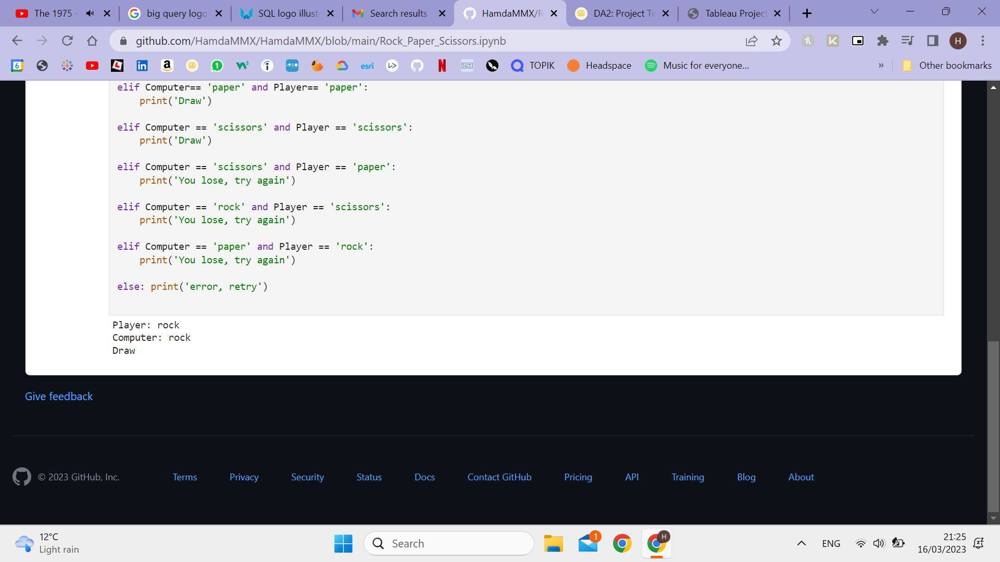 The 1975 -
big query logo
SQL logo illust
Search results -
HamdaMMX/R
DA2: Project Tw
Tableau Project
github.com/HamdaMMX/HamdaMMX/blob/main/Rock_Paper_Scissors.ipynb
H
6
in
a
1
esri
TOPIK
Headspace
Music for everyone...
»
Other bookmarks
elif Computer== 'paper' and Player== 'paper':
print('Draw')
elif Computer == 'scissors' and Player == 'scissors':
print('Draw')
elif Computer == 'scissors' and Player == 'paper':
print('You lose, try again')
elif Computer == 'rock' and Player == 'scissors':
print('You lose, try again')
elif Computer == 'paper' and Player == 'rock':
print('You lose, try again')
else: print('error, retry')
Player: rock
Computer: rock
Draw
Give feedback
© 2023 GitHub, Inc.
Terms
Privacy
Security
Status
Docs
Contact GitHub
Pricing
API
Training
Blog
About
12°C
Light rain
Search
1
H
ENG
21:25
16/03/2023